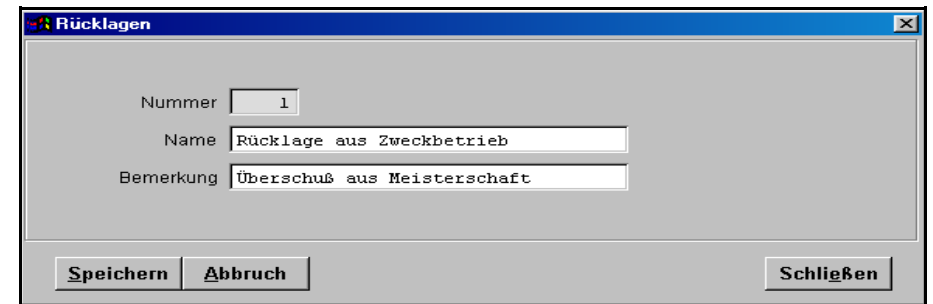 Rücklagen
Nummer 1
Name Rücklage aus Zweckbetrieb
Bemerkung Überschuß aus Meisterschaft
Speichern Abbruch Schließen